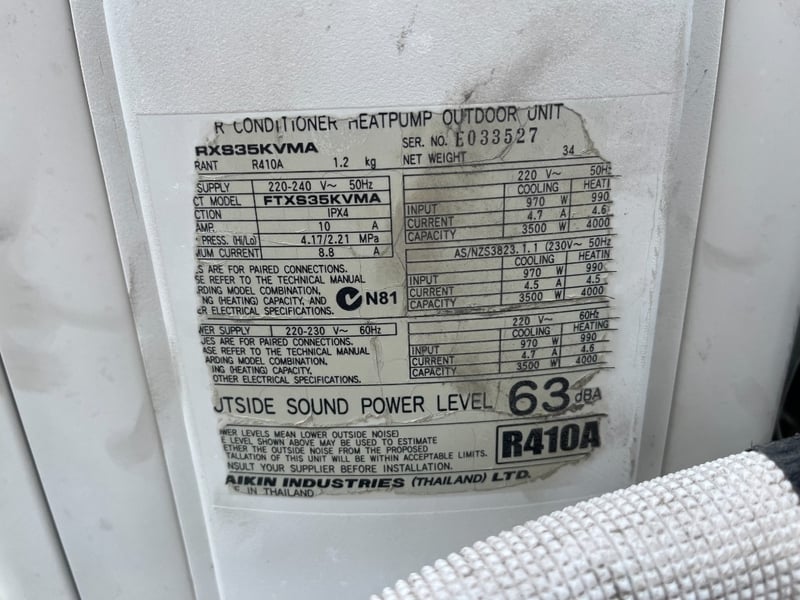 R CONDITIONER HEATPUMP OUTDOOR UNIT
RXS35KVMA SER. NO. E033527
RANT R410A 1.2 kg NET WEIGHT 34
SUPPLY 220-240 V~ 50Hz
CT MODEL FTXS35KVMA
CTION IPX4
AMP. 10 A
PRESS. (Hi/Lo) 4.17/2.21 MPa
UM CURRENT 8.8 A
220 V~ 50H
COOLING HEATI
INPUT 970 W 990
CURRENT 4.7 A 4.6
CAPACITY 3500 W 4000
AS/NZS3823.1.1 (230V~ 50Hz
COOLING HEATI
INPUT 970 W 990
CURRENT 4.5 A 4.5
CAPACITY 3500 W 4000
ES ARE FOR PAIRED CONNECTIONS.
SE REFER TO THE TECHNICAL MANUAL
RDING MODEL COMBINATION,
NG (HEATING) CAPACITY, AND
ER ELECTRICAL SPECIFICATIONS.
N81
WER SUPPLY 220-230 V~ 60Hz
UES ARE FOR PAIRED CONNECTIONS.
ASE REFER TO THE TECHNICAL MANUAL
ARDING MODEL COMBINATION,
ING (HEATING) CAPACITY.
OTHER ELECTRICAL SPECIFICATIONS.
220 V~ 60Hz
COOLING HEATING
INPUT 970 W 990
CURRENT 4.7 A 4.6
CAPACITY 3500 W 4000
UTSIDE SOUND POWER LEVEL 63 dBA
WER LEVELS MEAN LOWER OUTSIDE NOISE)
E LEVEL SHOWN ABOVE MAY BE USED TO ESTIMATE
ETHER THE OUTSIDE NOISE FROM THE PROPOSED
TALLATION OF THIS UNIT WILL BE WITHIN ACCEPTABLE LIMITS.
NSULT YOUR SUPPLIER BEFORE INSTALLATION.
R410A
AIKIN INDUSTRIES (THAILAND) LTD.
E IN THAILAND